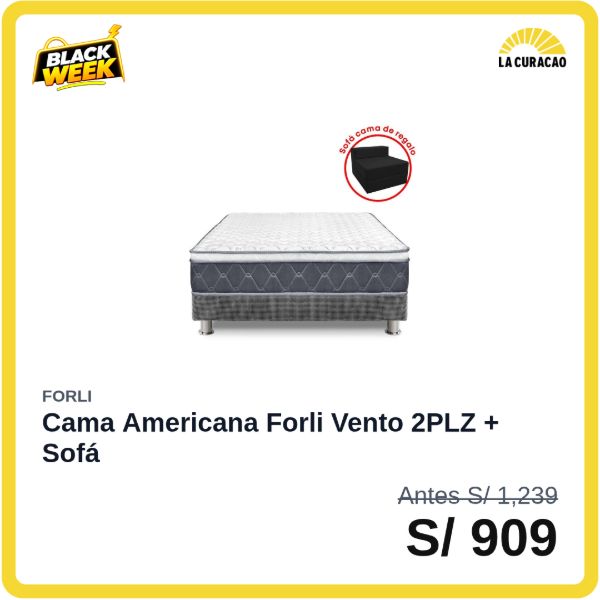 BLACK
WEEK
LA CURACAO
Sofá cama de regalo
FORLI
Cama Americana Forli Vento 2PLZ +
Sofá
Antes S/ 1,239
S/ 909